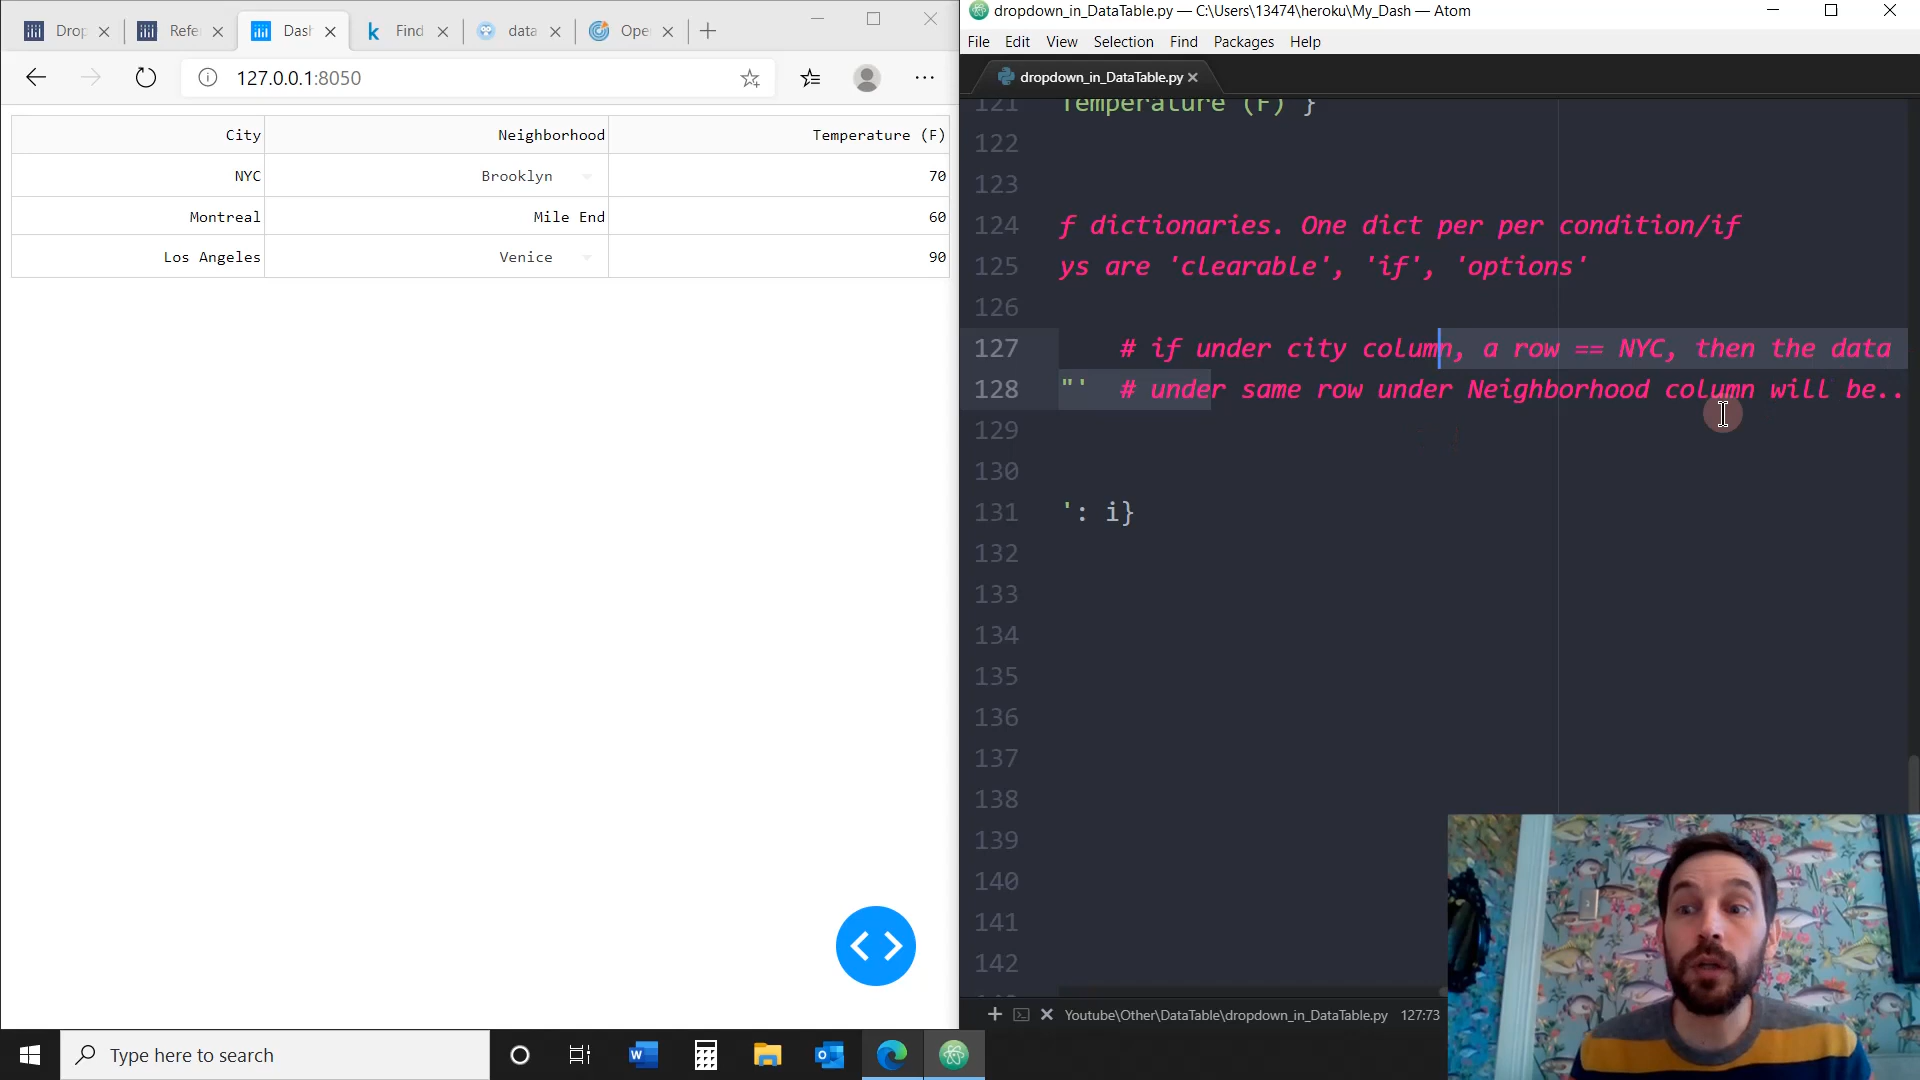 Drop
Refe
Dash
Find
data
Ope
127.0.0.1:8050
City Neighborhood Temperature (F)
NYC Brooklyn 70
Montreal Mile End 60
Los Angeles Venice 90
Type here to search
dropdown_in_DataTable.py — C:\Users\13474\heroku\My_Dash — Atom
File Edit View Selection Find Packages Help
dropdown_in_DataTable.py
121 Temperature (F) }
122
123
124 f dictionaries. One dict per per condition/if
125 ys are 'clearable', 'if', 'options'
126
127 # if under city column, a row == NYC, then the data
128 "' # under same row under Neighborhood column will be..
129
130
131 ': i}
132
133
134
135
136
137
138
139
140
141
142
Youtube\Other\DataTable\dropdown_in_DataTable.py 127:73